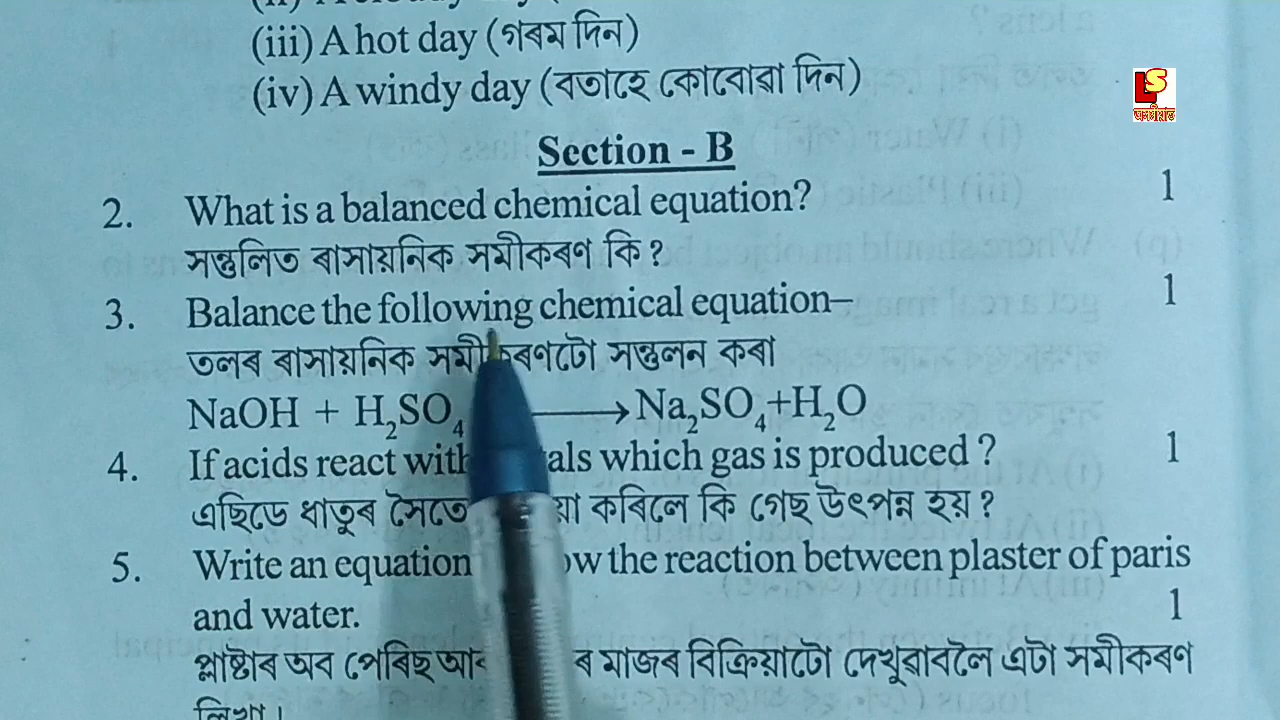 (iii) A hot day (গৰম দিন)
(iv) A windy day (বতাহে কোবোৱা দিন)
LS
Section - B
2. What is a balanced chemical equation? 1
সন্তুলিত ৰাসায়নিক সমীকৰণ কি ?
3. Balance the following chemical equation– 1
তলৰ ৰাসায়নিক সমীকৰণটো সন্তুলন কৰা
NaOH + H₂SO₄ ⟶ Na₂SO₄+H₂O
4. If acids react with which gas is produced ? 1
এছিডে ধাতুৰ সৈতে কৰিলে কি গেছ উৎপন্ন হয় ?
5. Write an equation the reaction between plaster of paris
and water. 1
প্লাষ্টাৰ অব পেৰিছ মাজৰ বিক্ৰিয়াটো দেখুৱাবলৈ এটা সমীকৰণ
লিখা।